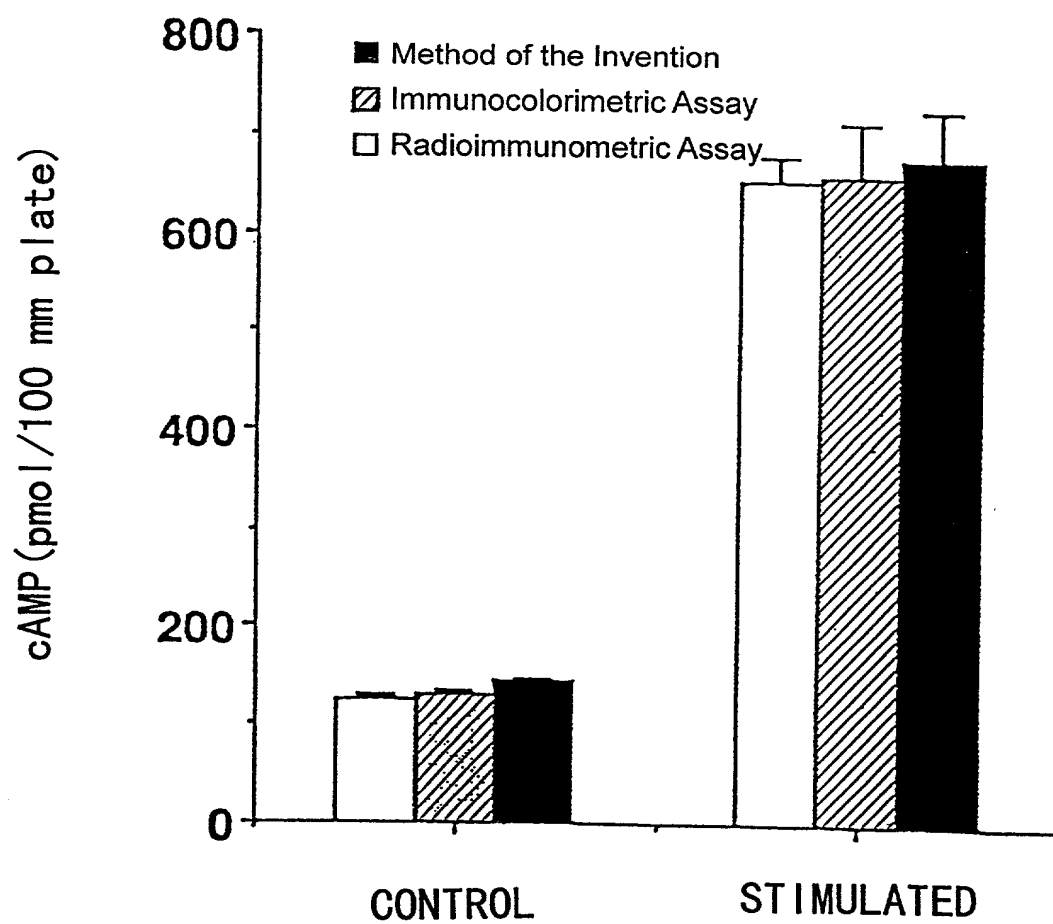 800
Method of the Invention
Immunocolorimetric Assay
Radioimmunometric Assay
600
400
200
0
cAMP(pmol/100 mm plate)
CONTROL
STIMULATED